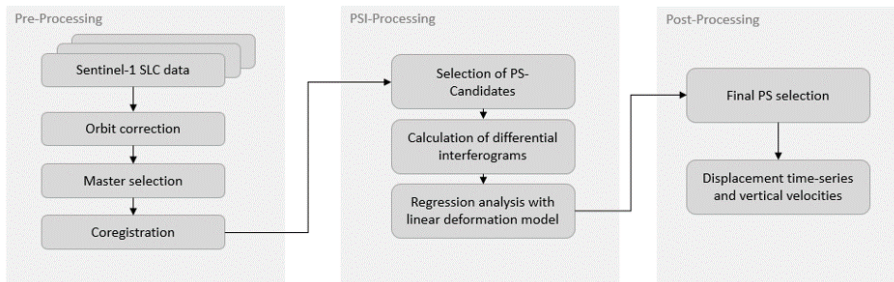 Pre-Processing
Sentinel-1 SLC data
Orbit correction
Master selection
Coregistration
PSI-Processing
Selection of PS-
Candidates
Calculation of differential
interferograms
Regression analysis with
linear deformation model
Post-Processing
Final PS selection
Displacement time-series
and vertical velocities